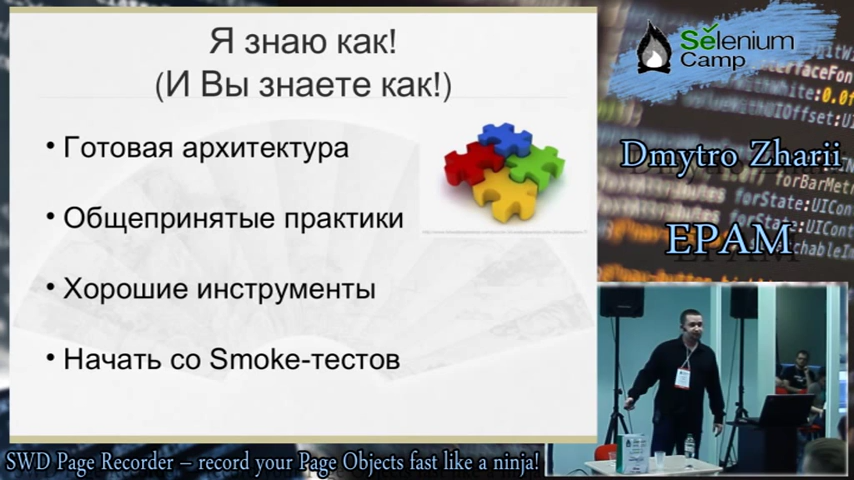 Я знаю как!
(И Вы знаете как!)
• Готовая архитектура
• Общепринятые практики
• Хорошие инструменты
• Начать со Smoke-тестов
Selenium
Camp
Dmytro Zharii
EPAM
SWD Page Recorder – record your Page Objects fast like a ninja!